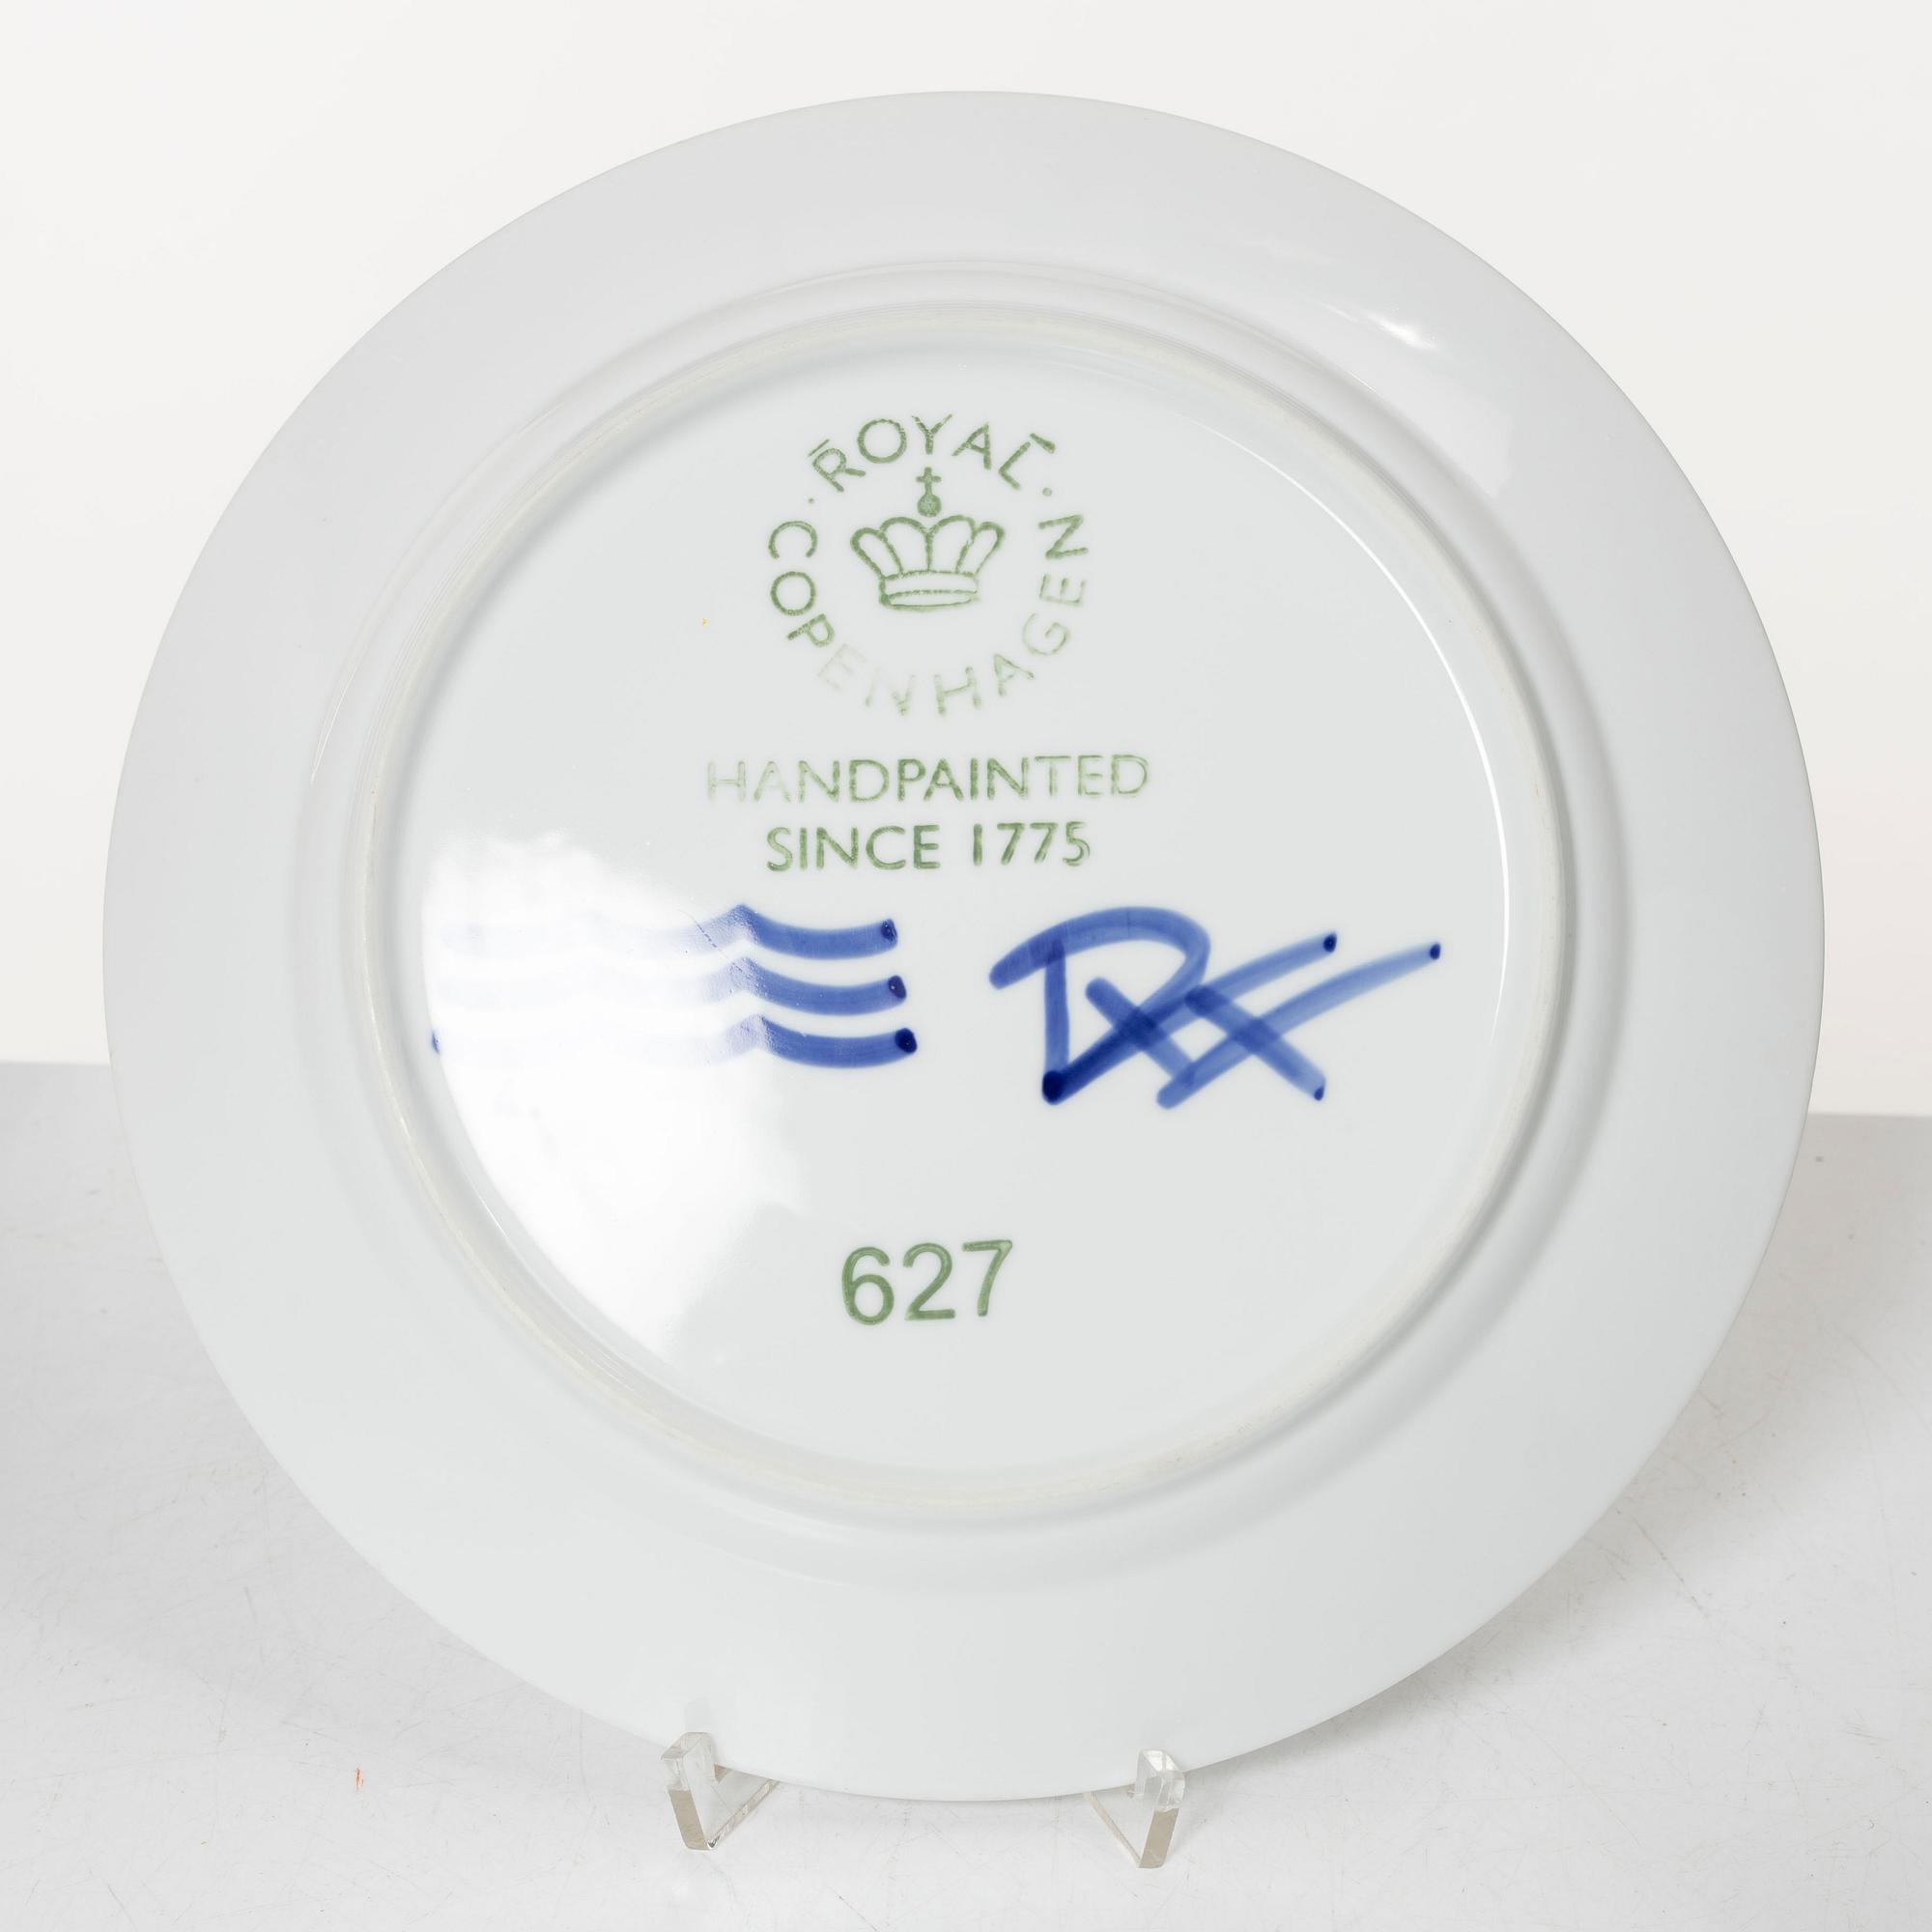 ROYAL
COPENHAGEN
HANDPAINTED
SINCE 1775
627